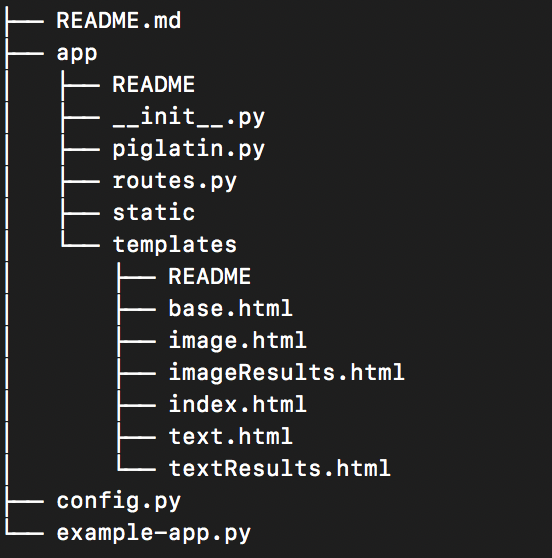 ├── README.md
├── app
│   ├── README
│   ├── __init__.py
│   ├── piglatin.py
│   ├── routes.py
│   ├── static
│   └── templates
│       ├── README
│       ├── base.html
│       ├── image.html
│       ├── imageResults.html
│       ├── index.html
│       ├── text.html
│       └── textResults.html
├── config.py
└── example-app.py